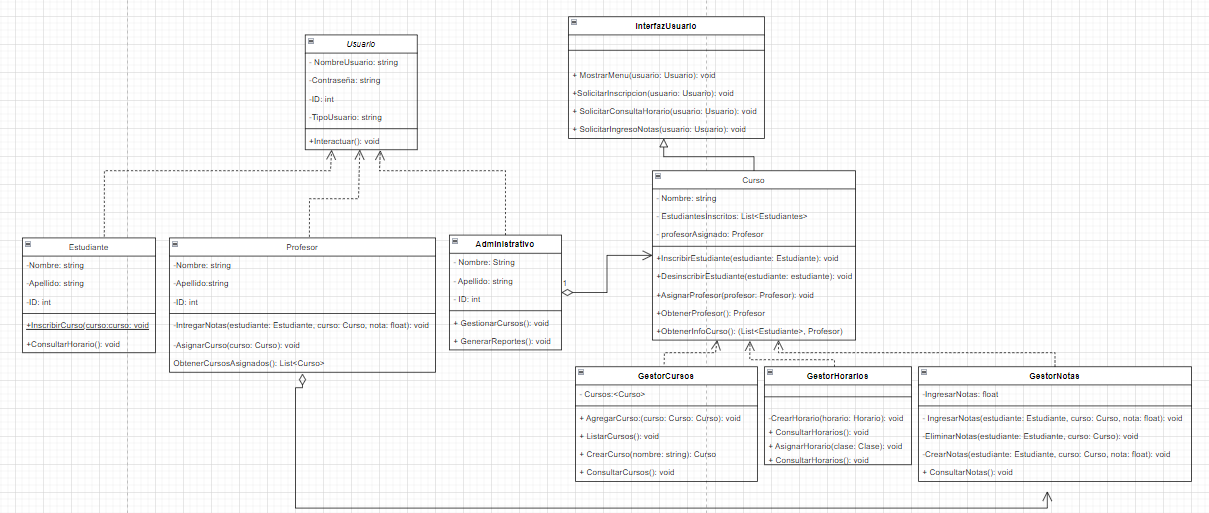 Usuario
- NombreUsuario: string
-Contraseña: string
-ID: int
-TipoUsuario: string
+Interactuar(): void
InterfazUsuario
+ MostrarMenu(usuario: Usuario): void
+SolicitarInscripcion(usuario: Usuario): void
+ SolicitarConsultaHorario(usuario: Usuario): void
+ SolicitarIngresoNotas(usuario: Usuario): void
Estudiante
-Nombre: string
-Apellido: string
-ID: int
+InscribirCurso(curso:curso: void
+ConsultarHorario(): void
Profesor
-Nombre: string
-Apellido:string
-ID: int
-IntregarNotas(estudiante: Estudiante, curso: Curso, nota: float): void
-AsignarCurso(curso: Curso): void
ObtenerCursosAsignados(): List<Curso>
Administrativo
- Nombre: String
- Apellido: string
- ID: int
+ GestionarCursos(): void
+ GenerarReportes(): void
1
Curso
- Nombre: string
- EstudiantesInscritos: List<Estudiantes>
- profesorAsignado: Profesor
+InscribirEstudiante(estudiante: Estudiante): void
+DesinscribirEstudiante(estudiante: estudiante): void
+AsignarProfesor(profesor: Profesor): void
+ObtenerProfesor(): Profesor
+ObtenerInfoCurso(): (List<Estudiante>, Profesor)
GestorCursos
- Cursos:<Curso>
+ AgregarCurso:(curso: Curso: Curso): void
+ ListarCursos(): void
+ CrearCurso(nombre: string): Curso
+ ConsultarCursos(): void
GestorHorarios
-CrearHorario(horario: Horario): void
+ ConsultarHorarios(): void
+ AsignarHorario(clase: Clase): void
+ ConsultarHorarios(): void
GestorNotas
-IngresarNotas: float
- IngresarNotas(estudiante: Estudiante, curso: Curso, nota: float): void
-EliminarNotas(estudiante: Estudiante, curso: Curso): void
-CrearNotas(estudiante: Estudiante, curso: Curso, nota: float): void
+ ConsultarNotas(): void